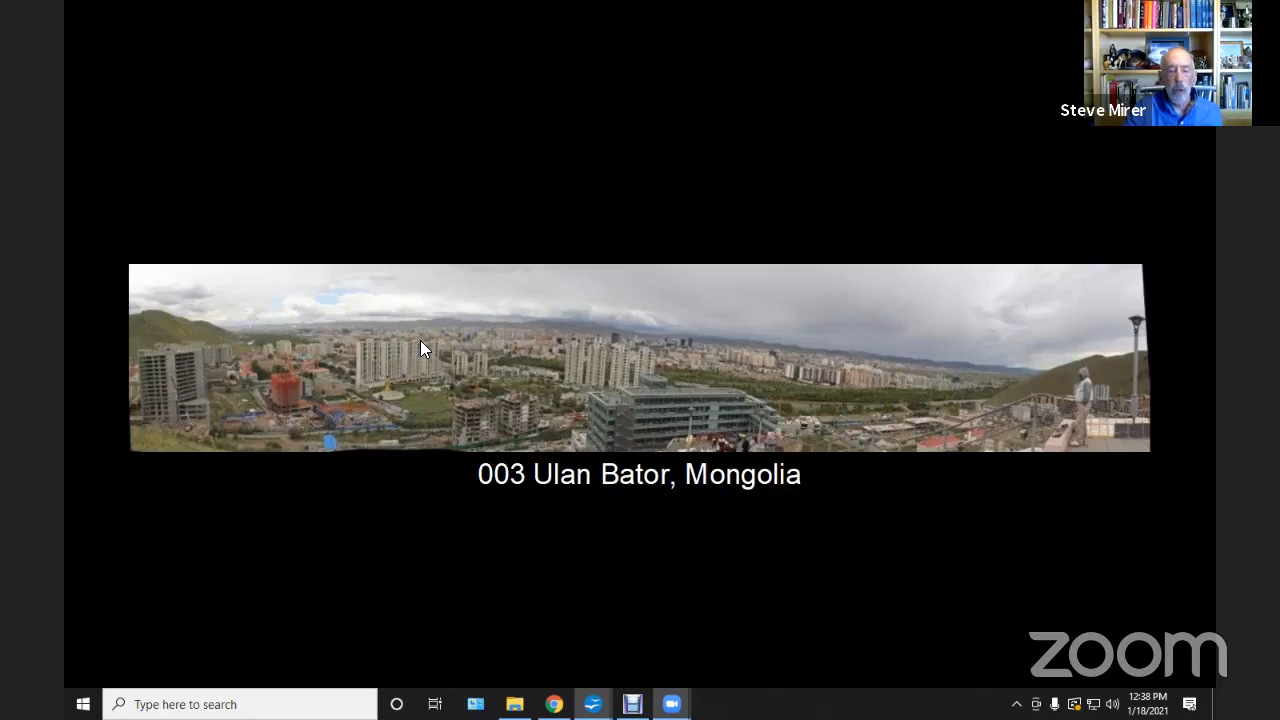 Steve Mirer
003 Ulan Bator, Mongolia
zoom
Type here to search
12:38 PM
1/18/2021